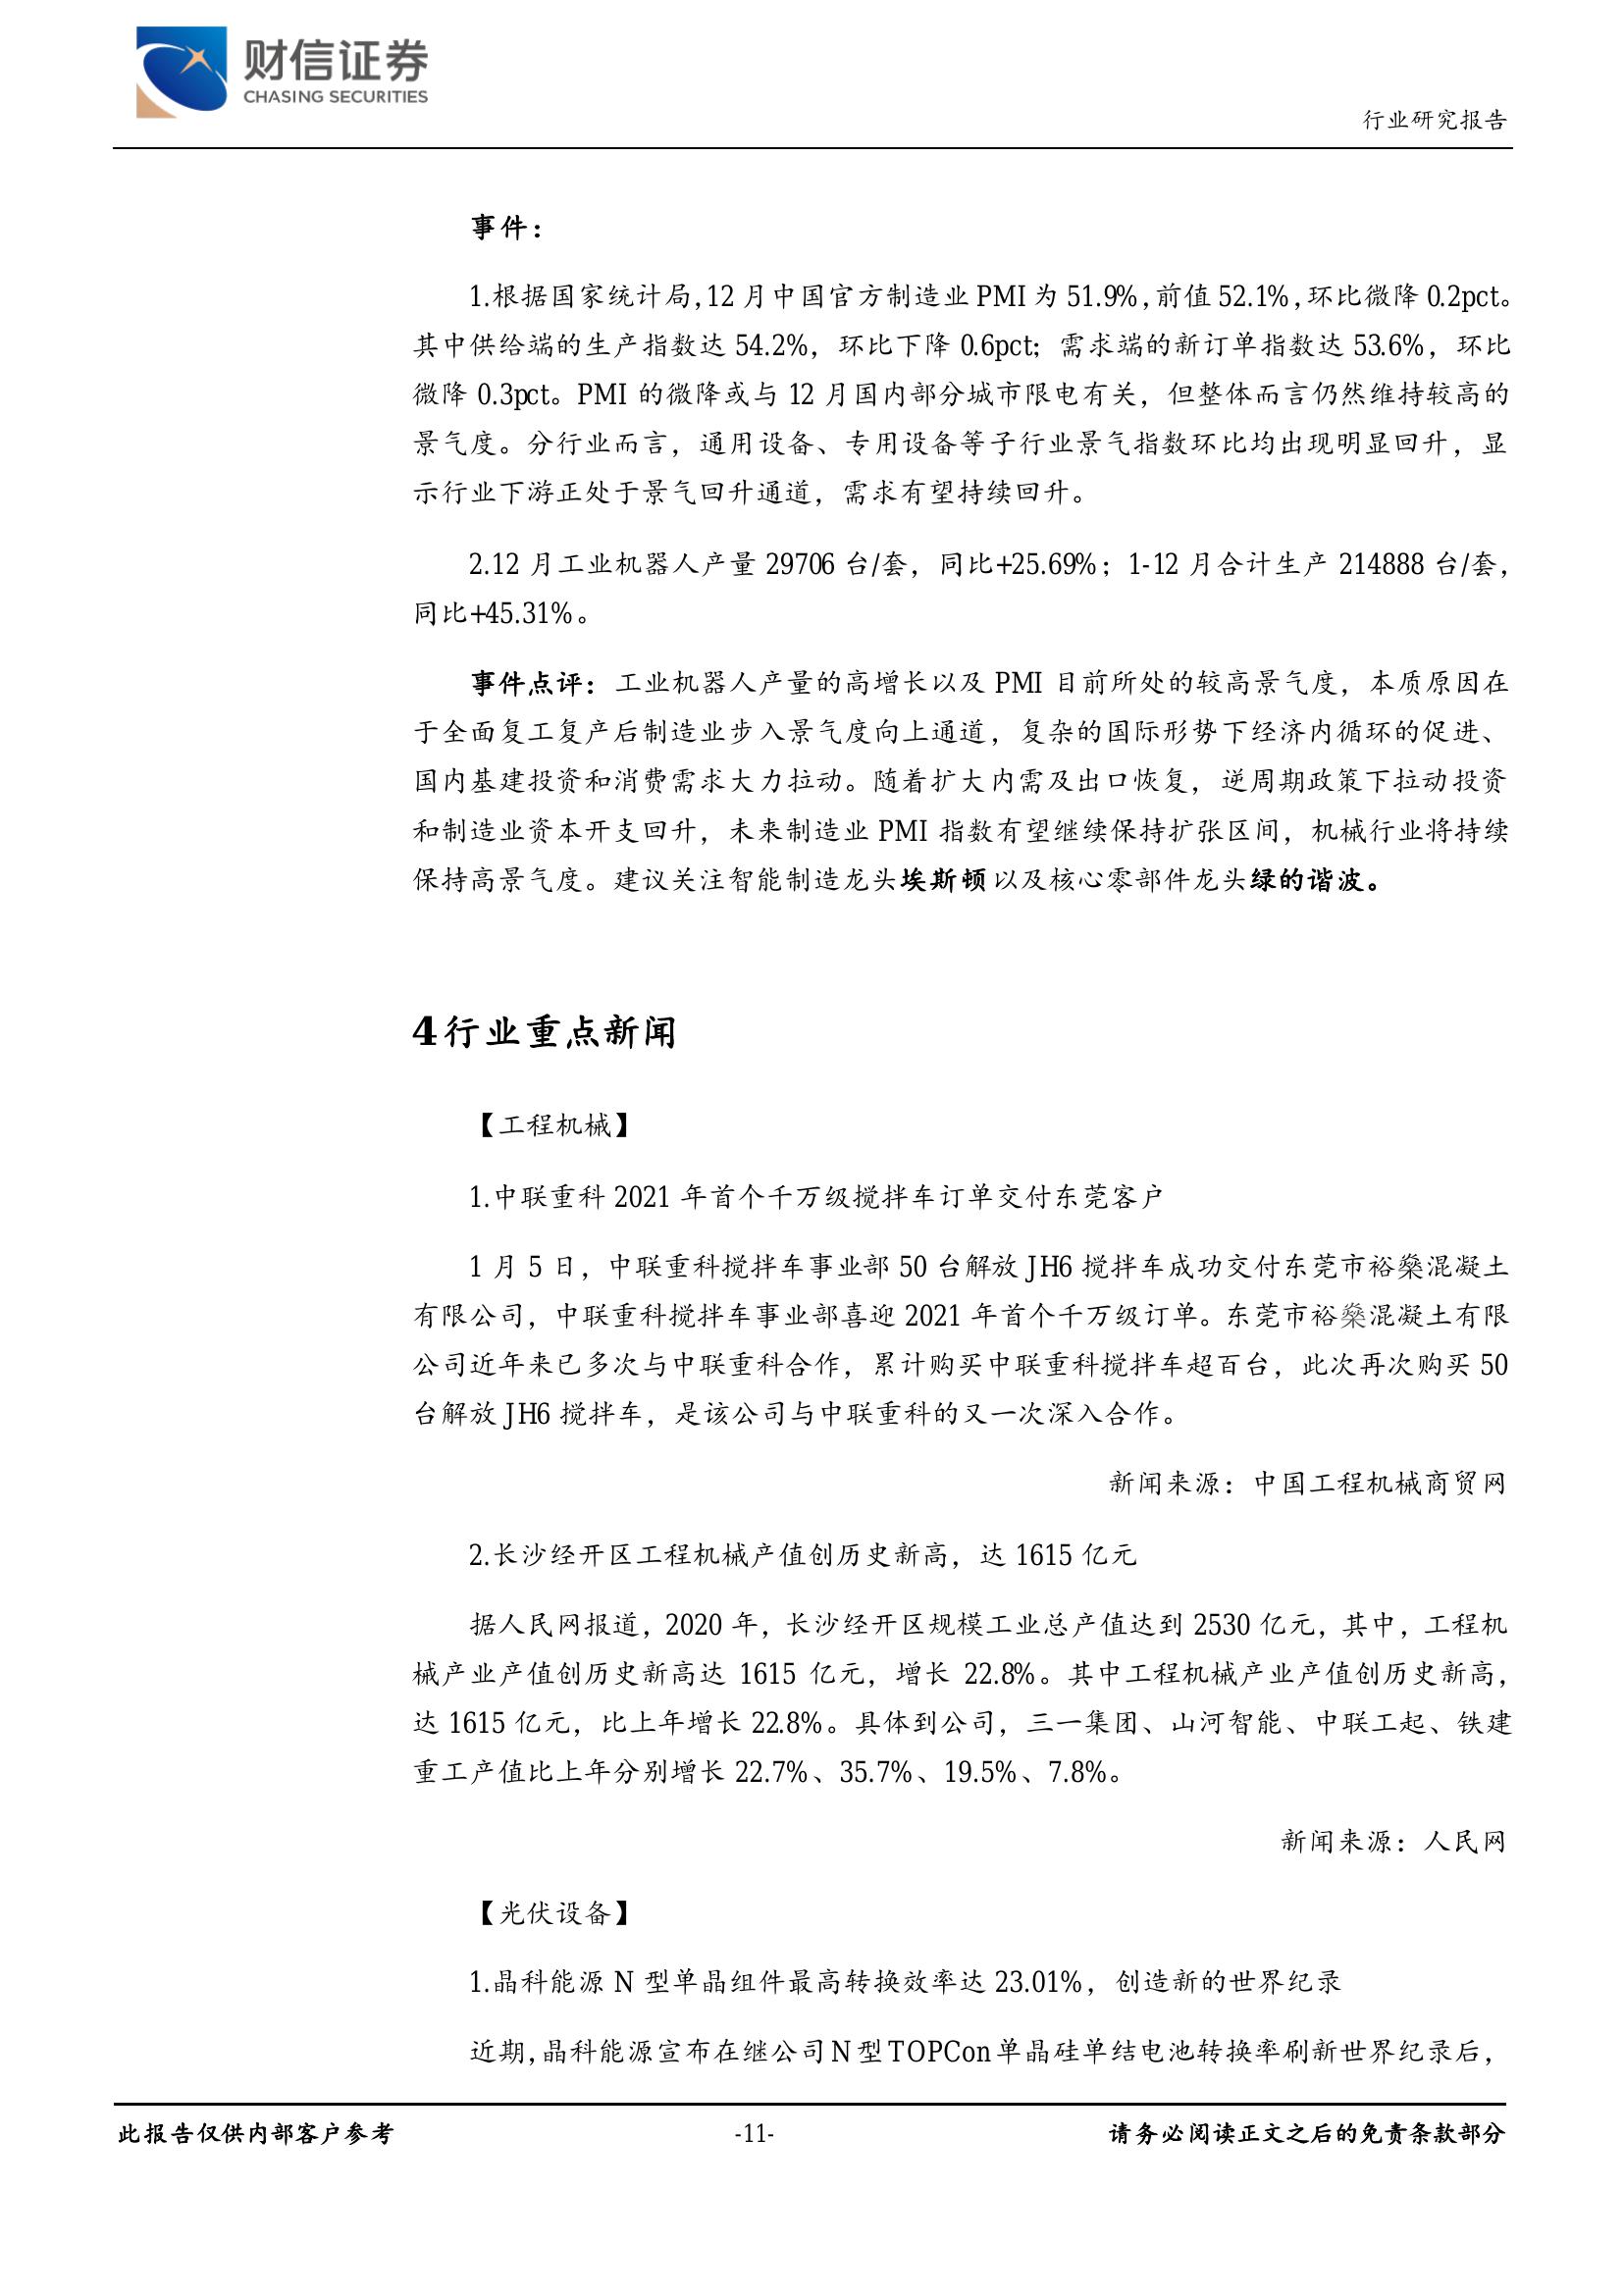 财信证券
CHASING SECURITIES
行业研究报告
事件：
1.根据国家统计局,12 月中国官方制造业 PMI 为 51.9%,前值 52.1%,环比微降 0.2pct。
其中供给端的生产指数达 54.2%，环比下降 0.6pct；需求端的新订单指数达 53.6%，环比
微降 0.3pct。PMI 的微降或与 12 月国内部分城市限电有关，但整体而言仍然维持较高的
景气度。分行业而言，通用设备、专用设备等子行业景气指数环比均出现明显回升，显
示行业下游正处于景气回升通道，需求有望持续回升。
2.12 月工业机器人产量 29706 台/套，同比+25.69%；1-12 月合计生产 214888 台/套，
同比+45.31%。
事件点评：工业机器人产量的高增长以及 PMI 目前所处的较高景气度，本质原因在
于全面复工复产后制造业步入景气度向上通道，复杂的国际形势下经济内循环的促进、
国内基建投资和消费需求大力拉动。随着扩大内需及出口恢复，逆周期政策下拉动投资
和制造业资本开支回升，未来制造业 PMI 指数有望继续保持扩张区间，机械行业将持续
保持高景气度。建议关注智能制造龙头埃斯顿以及核心零部件龙头绿的谐波。
4 行业重点新闻
【工程机械】
1.中联重科 2021 年首个千万级搅拌车订单交付东莞客户
1 月 5 日，中联重科搅拌车事业部 50 台解放 JH6 搅拌车成功交付东莞市裕燊混凝土
有限公司，中联重科搅拌车事业部喜迎 2021 年首个千万级订单。东莞市裕燊混凝土有限
公司近年来已多次与中联重科合作，累计购买中联重科搅拌车超百台，此次再次购买 50
台解放 JH6 搅拌车，是该公司与中联重科的又一次深入合作。
新闻来源：中国工程机械商贸网
2.长沙经开区工程机械产值创历史新高，达 1615 亿元
据人民网报道，2020 年，长沙经开区规模工业总产值达到 2530 亿元，其中，工程机
械产业产值创历史新高达 1615 亿元，增长 22.8%。其中工程机械产业产值创历史新高，
达 1615 亿元，比上年增长 22.8%。具体到公司，三一集团、山河智能、中联工起、铁建
重工产值比上年分别增长 22.7%、35.7%、19.5%、7.8%。
新闻来源：人民网
【光伏设备】
1.晶科能源 N 型单晶组件最高转换效率达 23.01%，创造新的世界纪录
近期,晶科能源宣布在继公司 N 型 TOPCon 单晶硅单结电池转换率刷新世界纪录后，
此报告仅供内部客户参考
-11-
请务必阅读正文之后的免责条款部分